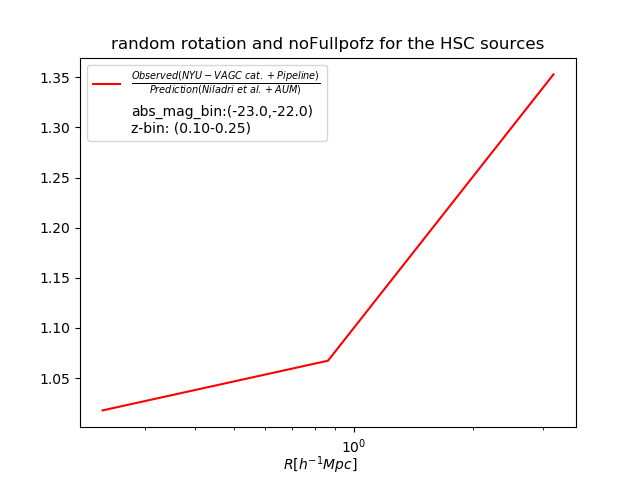 random rotation and noFullpofz for the HSC sources
Observed(NYU − VAGC cat. + Pipeline)
Prediction(Niladri et al. + AUM)
abs_mag_bin:(-23.0,-22.0)
z-bin: (0.10-0.25)
1.35
1.30
1.25
1.20
1.15
1.10
1.05
10⁰
R[h⁻¹Mpc]